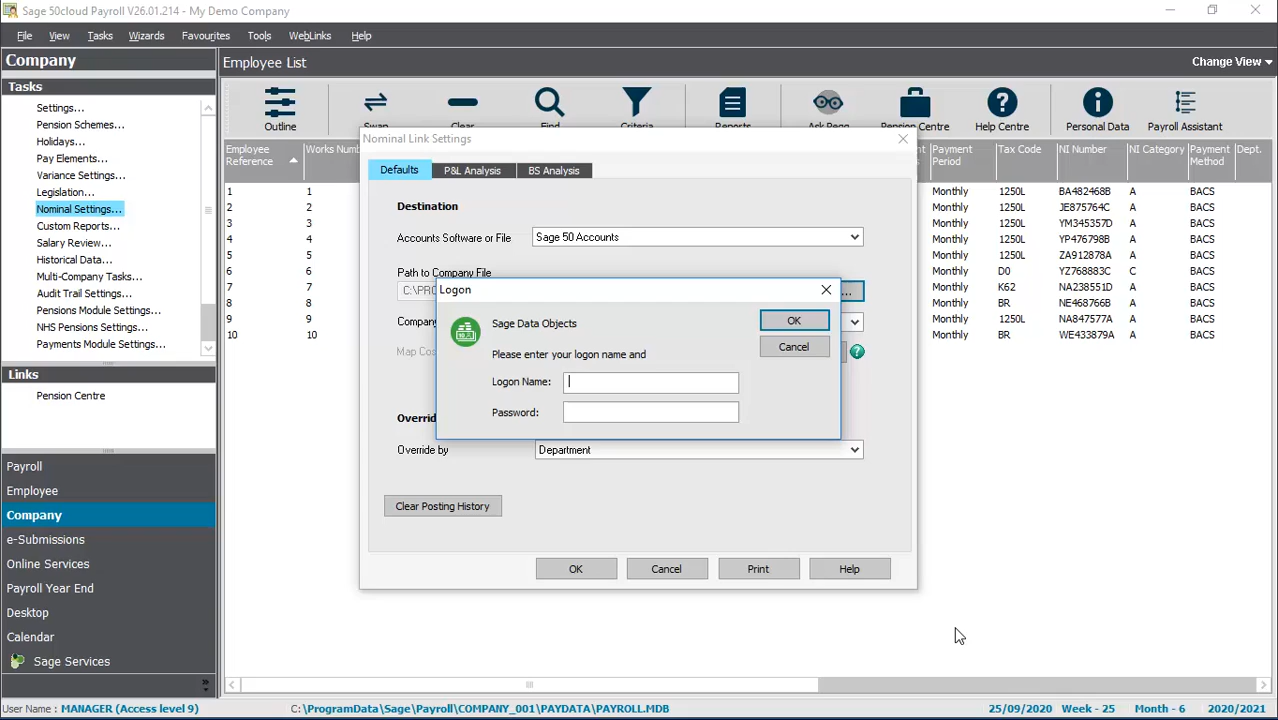 Sage 50cloud Payroll V26.01.214 - My Demo Company
File View Tasks Wizards Favourites Tools WebLinks Help
Company
Employee List
Change View
Tasks
Settings...
Pension Schemes...
Holidays...
Pay Elements...
Variance Settings...
Legislation...
Nominal Settings...
Custom Reports...
Salary Review...
Historical Data...
Multi-Company Tasks...
Audit Trail Settings...
Pensions Module Settings...
NHS Pensions Settings...
Payments Module Settings...
Links
Pension Centre
Payroll
Employee
Company
e-Submissions
Online Services
Payroll Year End
Desktop
Calendar
Sage Services
Outline Swap Clear Find Criteria Reports Ask Pegg Pension Centre Help Centre Personal Data Payroll Assistant
Employee Reference Works Num Payment Period Tax Code NI Number NI Category Payment Method Dept.
1 1 Monthly 1250L BA482468B A BACS
2 2 Monthly 1250L JE875764C A BACS
3 3 Monthly 1250L YM345357D A BACS
4 4 Monthly 1250L YP476798B A BACS
5 5 Monthly 1250L ZA912878A A BACS
6 6 Monthly D0 YZ768883C C BACS
7 7 Monthly K62 NA238551D A BACS
8 8 Monthly BR NE468766B A BACS
9 9 Monthly 1250L NA847577A A BACS
10 10 Monthly BR WE433879A A BACS
Nominal Link Settings
Defaults P&L Analysis BS Analysis
Destination
Accounts Software or File Sage 50 Accounts
Path to Company File
C:\PRO
...
Company
Map Cos
Overrid
Override by Department
Clear Posting History
OK Cancel Print Help
Logon
Sage Data Objects
Please enter your logon name and
Logon Name:
Password:
OK
Cancel
User Name : MANAGER (Access level 9) C:\ProgramData\Sage\Payroll\COMPANY_001\PAYDATA\PAYROLL.MDB 25/09/2020 Week - 25 Month - 6 2020/2021